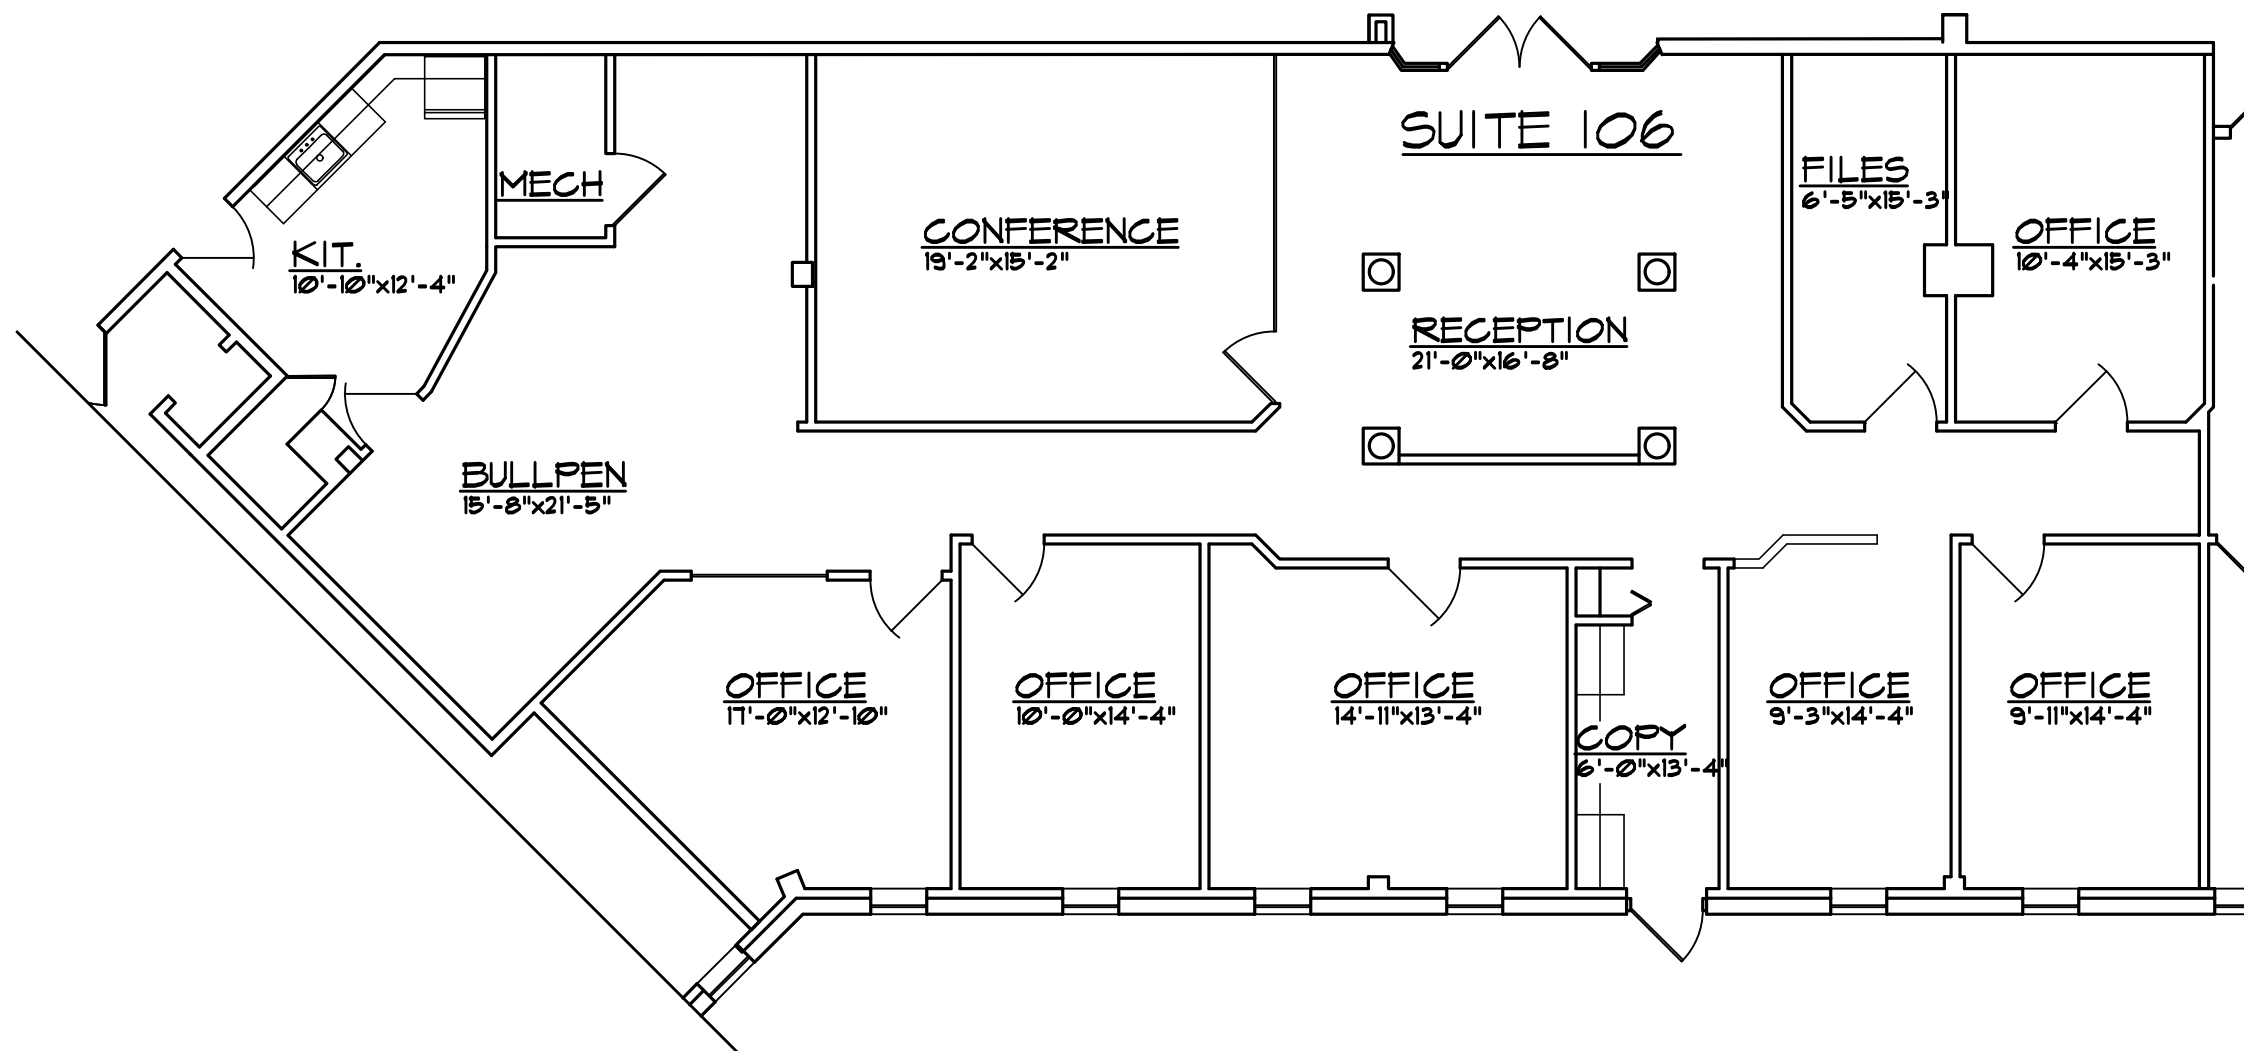 SUITE 106
MECH
FILES
6'-5"x15'-3"
CONFERENCE
19'-2"x15'-2"
OFFICE
10'-4"x15'-3"
KIT.
10'-10"x12'-4"
RECEPTION
21'-0"x16'-8"
BULLPEN
15'-8"x21'-5"
OFFICE
17'-0"x12'-10"
OFFICE
10'-0"x14'-4"
OFFICE
14'-11"x13'-4"
COPY
6'-0"x13'-4"
OFFICE
9'-3"x14'-4"
OFFICE
9'-11"x14'-4"